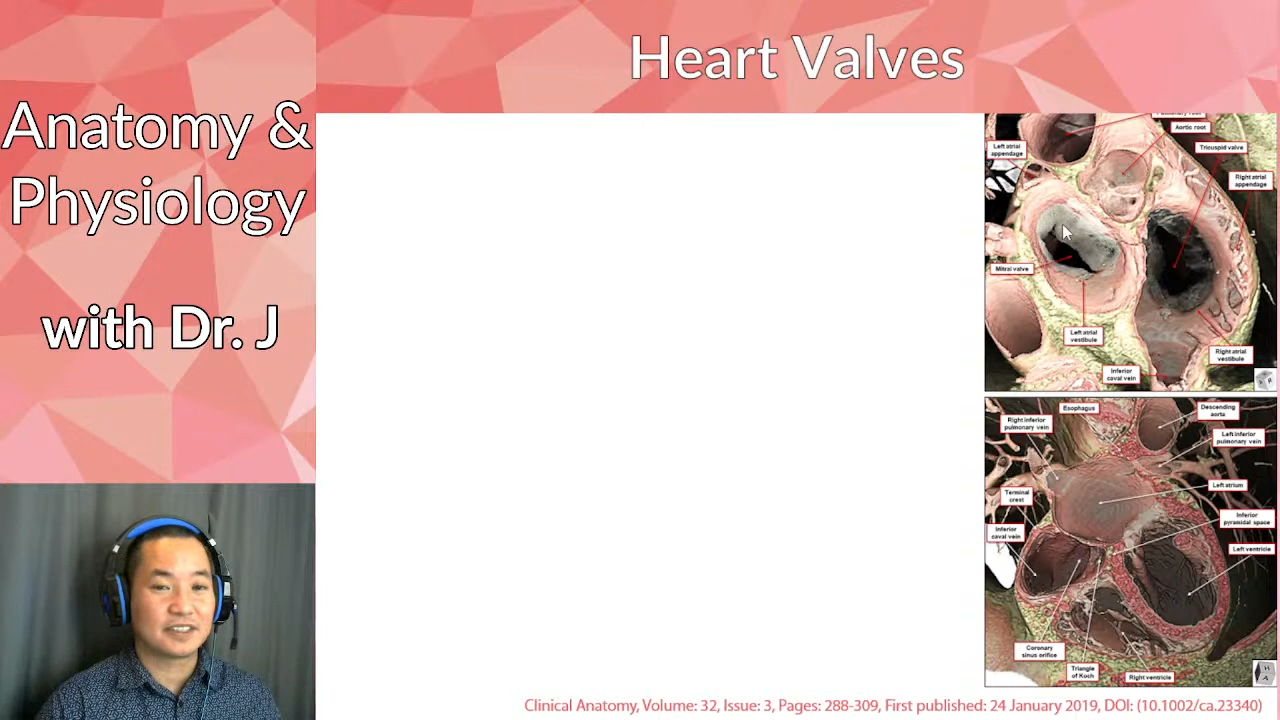 Heart Valves
Anatomy &
Physiology
with Dr. J
Aortic root
Left atrial
appendage
Tricuspid valve
Right atrial
appendage
Mitral valve
Left atrial
vestibule
Right atrial
vestibule
Inferior
caval vein
Esophagus
Descending
aorta
Right inferior
pulmonary vein
Left inferior
pulmonary vein
Left atrium
Terminal
crest
Inferior
pyramidal space
Inferior
caval vein
Left ventricle
Coronary
sinus orifice
Triangle
of Koch
Right ventricle
Clinical Anatomy, Volume: 32, Issue: 3, Pages: 288-309, First published: 24 January 2019, DOI: (10.1002/ca.23340)